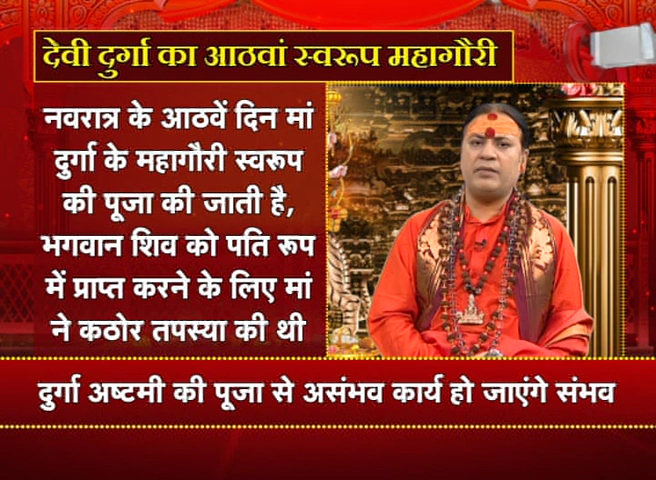 देवी दुर्गा का आठवां स्वरूप महागौरी
नवरात्र के आठवें दिन मां
दुर्गा के महागौरी स्वरूप
की पूजा की जाती है,
भगवान शिव को पति रूप
में प्राप्त करने के लिए मां
ने कठोर तपस्या की थी
दुर्गा अष्टमी की पूजा से असंभव कार्य हो जाएंगे संभव